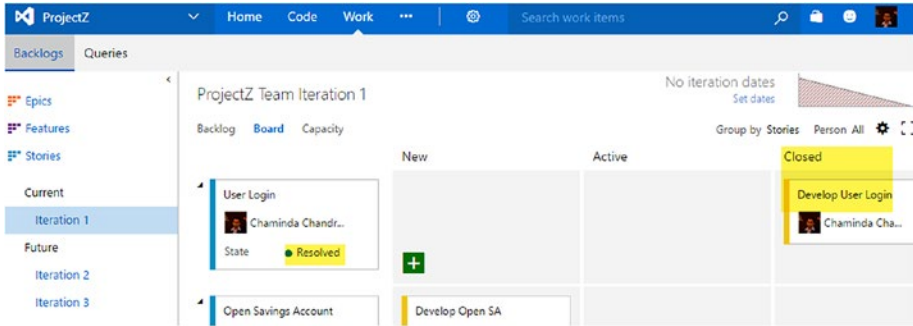 ProjectZ Home Code Work ••• Search work items
Backlogs Queries
Epics
Features
Stories
Current
Iteration 1
Future
Iteration 2
Iteration 3
ProjectZ Team Iteration 1
No iteration dates
Set dates
Backlog Board Capacity
Group by Stories Person All
New Active Closed
User Login
Chaminda Chandr...
State Resolved
Develop User Login
Chaminda Cha...
Open Savings Account
Develop Open SA